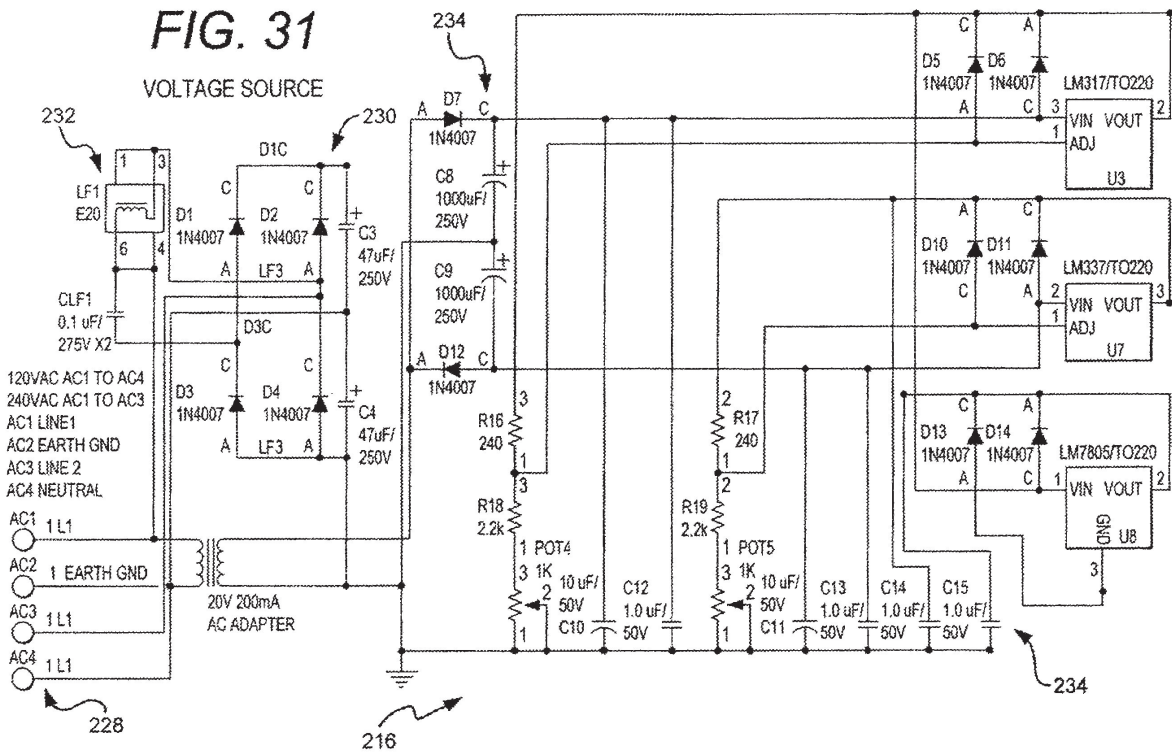 FIG. 31
VOLTAGE SOURCE
232
230
234
1 3
LF1
E20
6 4
CLF1
0.1 uF/
275V X2
D1C
C C
D1
1N4007
D2
1N4007
A LF3 A
+
C3
47uF/
250V
D3C
C C
D3
1N4007
D4
1N4007
A LF3 A
+
C4
47uF/
250V
120VAC AC1 TO AC4
240VAC AC1 TO AC3
AC1 LINE1
AC2 EARTH GND
AC3 LINE 2
AC4 NEUTRAL
AC1 1 L1
AC2 1 EARTH GND
AC3 1 L1
AC4 1 L1
228
20V 200mA
AC ADAPTER
A D7 C
1N4007
+
C8
1000uF/
250V
+
C9
1000uF/
250V
A D12 C
1N4007
3
R16
240
1
3
R18
2.2k
1
POT4
1K
3
2
1
10 uF/
50V
C10
C12
1.0 uF/
50V
2
R17
240
1
2
R19
2.2k
1
POT5
1K
3
2
1
10 uF/
50V
C11
C13
1.0 uF/
50V
C14
1.0 uF/
50V
C15
1.0 uF/
50V
C A
D5
1N4007
D6
1N4007
A C
LM317/TO220
3 VIN VOUT 2
1 ADJ
U3
A C
D10
1N4007
D11
1N4007
C A
LM337/TO220
2 VIN VOUT 3
1 ADJ
U7
C A
D13
1N4007
D14
1N4007
A C
LM7805/TO220
1 VIN VOUT 2
GND
U8
3
234
216